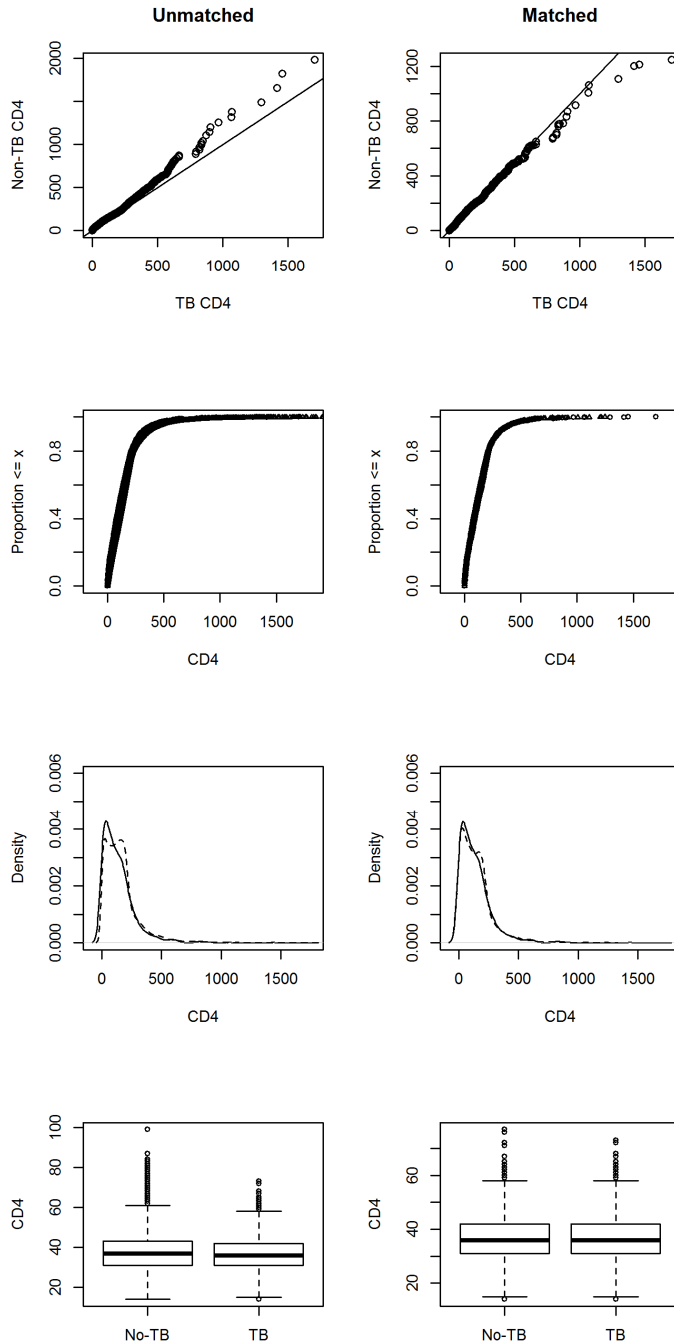 Unmatched
Matched
Non-TB CD4
0 500 1000 2000
0 500 1000 1500
TB CD4
Non-TB CD4
0 400 800 1200
0 500 1000 1500
TB CD4
Proportion <= x
0.0 0.4 0.8
0 500 1000 1500
CD4
Proportion <= x
0.0 0.4 0.8
0 500 1000 1500
CD4
Density
0.000 0.002 0.004 0.006
0 500 1000 1500
CD4
Density
0.000 0.002 0.004 0.006
0 500 1000 1500
CD4
CD4
20 40 60 80 100
No-TB TB
CD4
20 40 60
No-TB TB